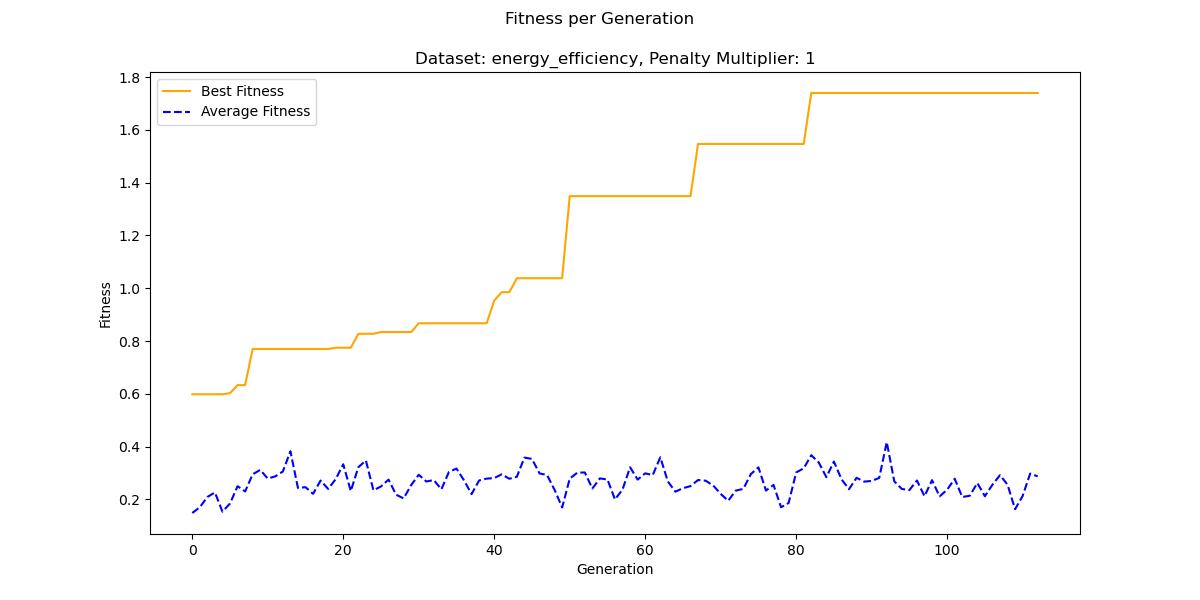 Fitness per Generation
Dataset: energy_efficiency, Penalty Multiplier: 1
Best Fitness
Average Fitness
Fitness
1.8
1.6
1.4
1.2
1.0
0.8
0.6
0.4
0.2
0 20 40 60 80 100
Generation